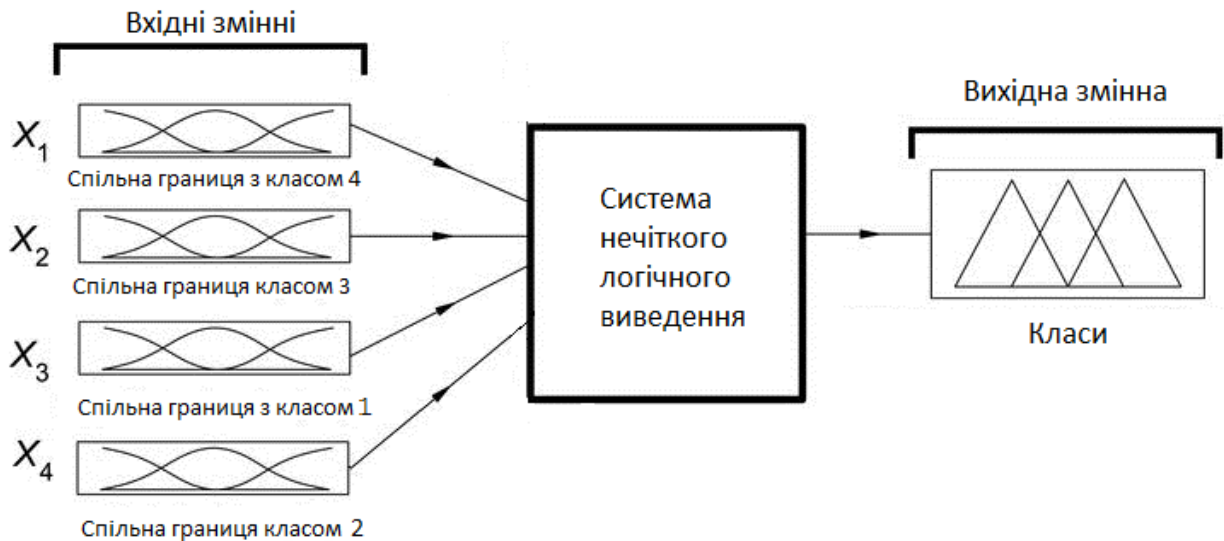 Вхідні змінні
X1
Спільна границя з класом 4
X2
Спільна границя класом 3
X3
Спільна границя з класом 1
X4
Спільна границя класом 2
Система
нечіткого
логічного
виведення
Вихідна змінна
Класи